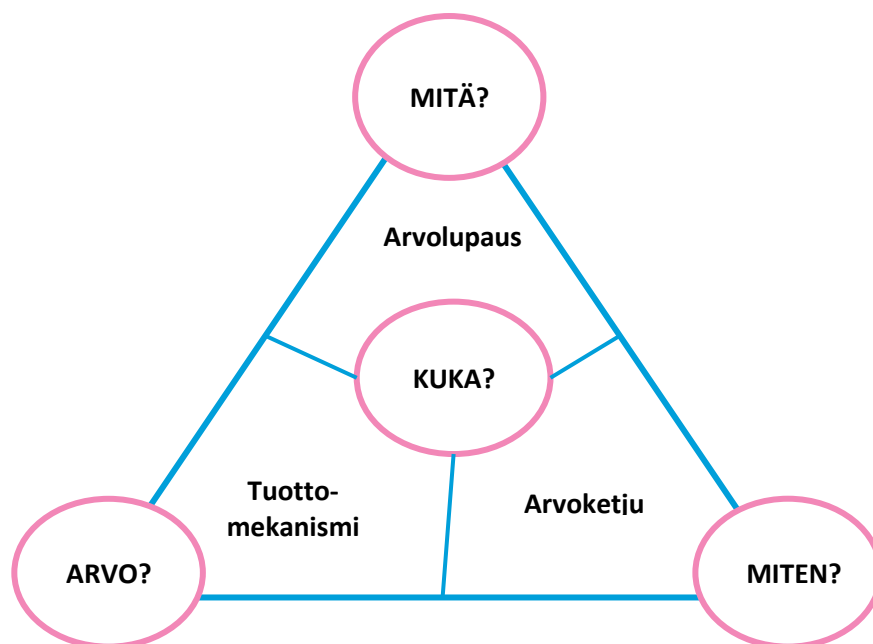 MITÄ?
Arvolupaus
KUKA?
Tuotto-
mekanismi
Arvoketju
ARVO?
MITEN?